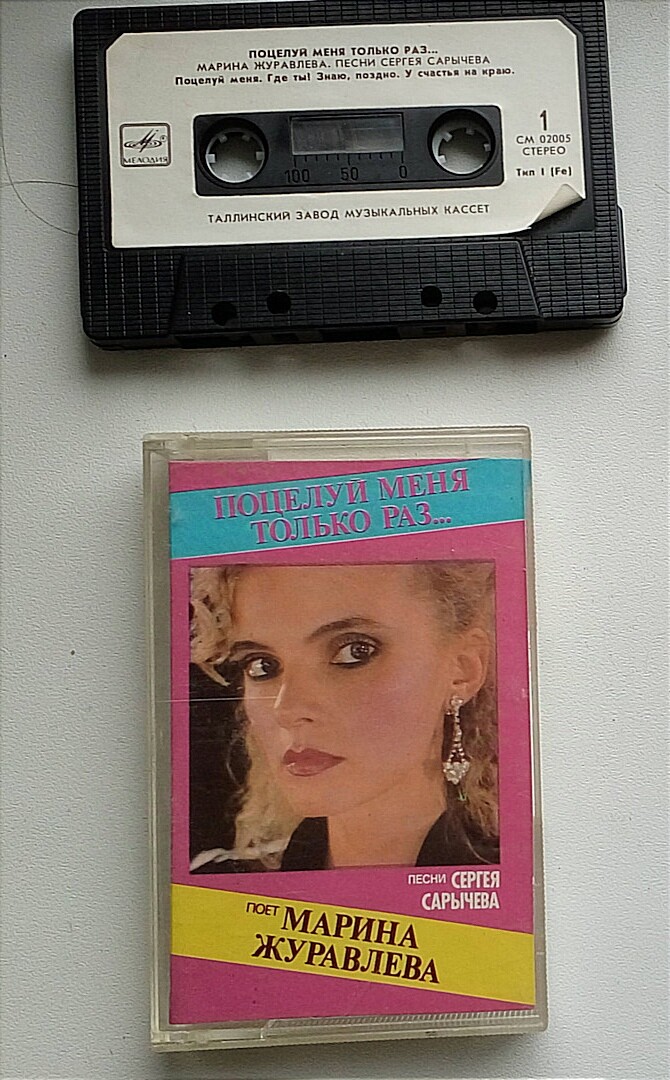 ПОЦЕЛУЙ МЕНЯ ТОЛЬКО РАЗ...
МАРИНА ЖУРАВЛЕВА. ПЕСНИ СЕРГЕЯ САРЫЧЕВА
Поцелуй меня. Где ты! Знаю, поздно. У счастья на краю.
МЕЛОДИЯ
1
СМ 02005
СТЕРЕО
Тип I (Fe)
100 50 0
ТАЛЛИНСКИЙ ЗАВОД МУЗЫКАЛЬНЫХ КАССЕТ
ПОЦЕЛУЙ МЕНЯ
ТОЛЬКО РАЗ...
ПЕСНИ СЕРГЕЯ
САРЫЧЕВА
ПОЕТ МАРИНА
ЖУРАВЛЕВА